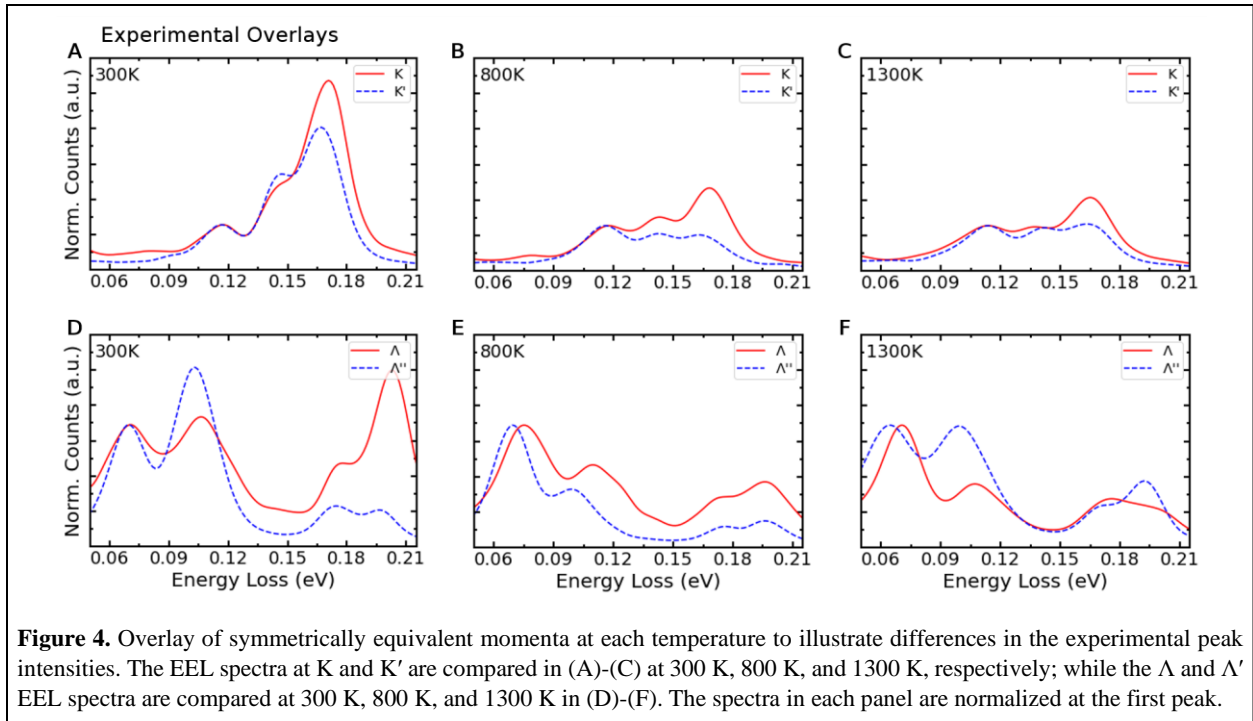 Experimental Overlays
A
300K
K
K'
Norm. Counts (a.u.)
0.06 0.09 0.12 0.15 0.18 0.21
B
800K
K
K'
0.06 0.09 0.12 0.15 0.18 0.21
C
1300K
K
K'
0.06 0.09 0.12 0.15 0.18 0.21
D
300K
Λ
Λ''
Norm. Counts (a.u.)
0.06 0.09 0.12 0.15 0.18 0.21
Energy Loss (eV)
E
800K
Λ
Λ''
0.06 0.09 0.12 0.15 0.18 0.21
Energy Loss (eV)
F
1300K
Λ
Λ''
0.06 0.09 0.12 0.15 0.18 0.21
Energy Loss (eV)
Figure 4. Overlay of symmetrically equivalent momenta at each temperature to illustrate differences in the experimental peak
intensities. The EEL spectra at K and K′ are compared in (A)-(C) at 300 K, 800 K, and 1300 K, respectively; while the Λ and Λ′
EEL spectra are compared at 300 K, 800 K, and 1300 K in (D)-(F). The spectra in each panel are normalized at the first peak.